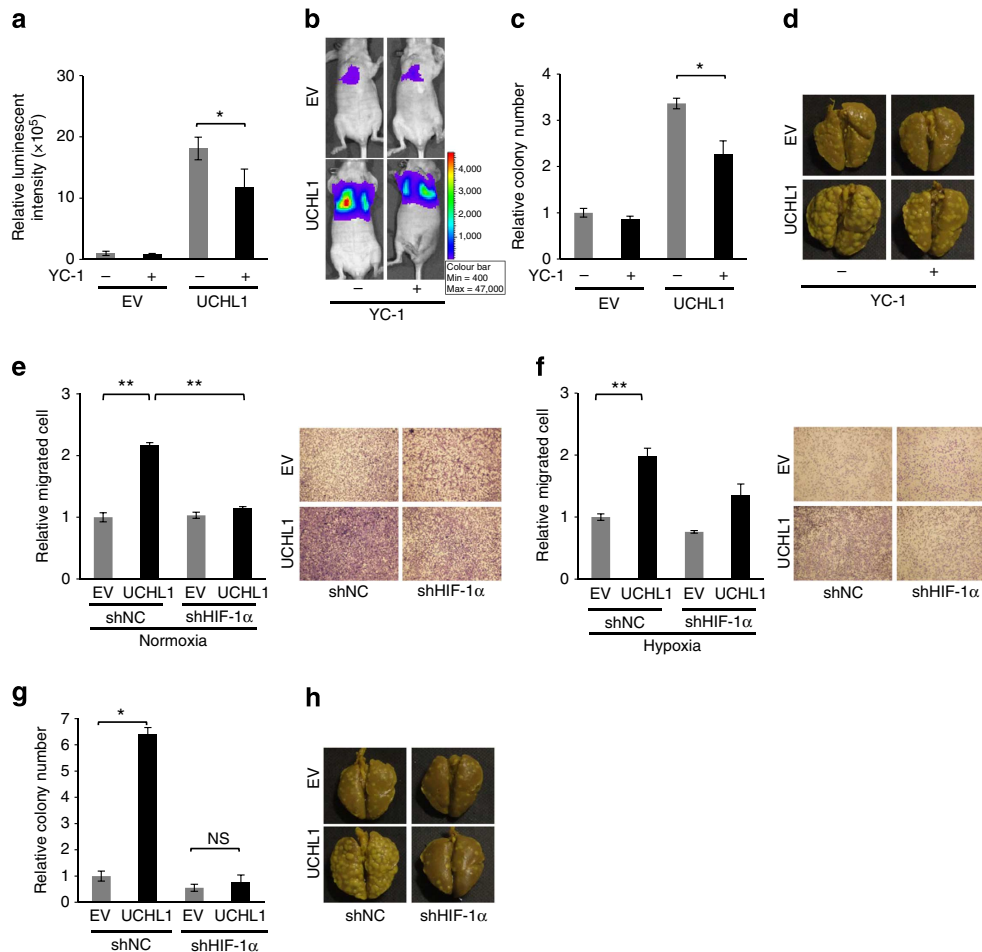 a
Relative luminescent
intensity (×10⁵)
30
20
10
0
*
YC-1
– + – +
EV UCHL1
b
EV
UCHL1
4,000
3,000
2,000
1,000
Colour bar
Min = 400
Max = 47,000
– +
YC-1
c
Relative colony number
4
3
2
1
0
*
YC-1
– + – +
EV UCHL1
d
EV
UCHL1
– +
YC-1
e
Relative migrated cell
3
2
1
0
** **
EV UCHL1 EV UCHL1
shNC shHIF-1α
Normoxia
EV
UCHL1
shNC shHIF-1α
f
Relative migrated cell
3
2
1
0
**
EV UCHL1 EV UCHL1
shNC shHIF-1α
Hypoxia
EV
UCHL1
shNC shHIF-1α
g
Relative colony number
7
6
5
4
3
2
1
0
*
NS
EV UCHL1 EV UCHL1
shNC shHIF-1α
h
EV
UCHL1
shNC shHIF-1α